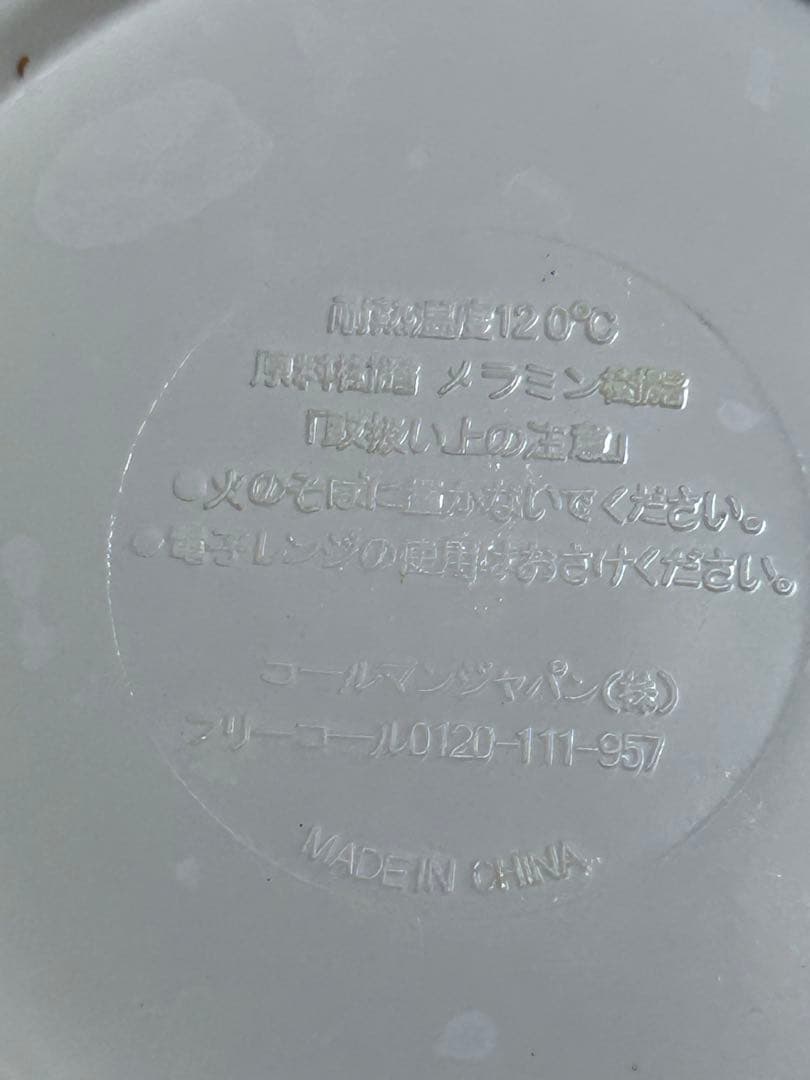 耐熱温度120℃
原料樹脂 メラミン樹脂
「取扱い上の注意」
●火のそばに置かないでください。
●電子レンジの使用はおさけください。
コールマンジャパン(株)
フリーコール0120-111-957
MADE IN CHINA